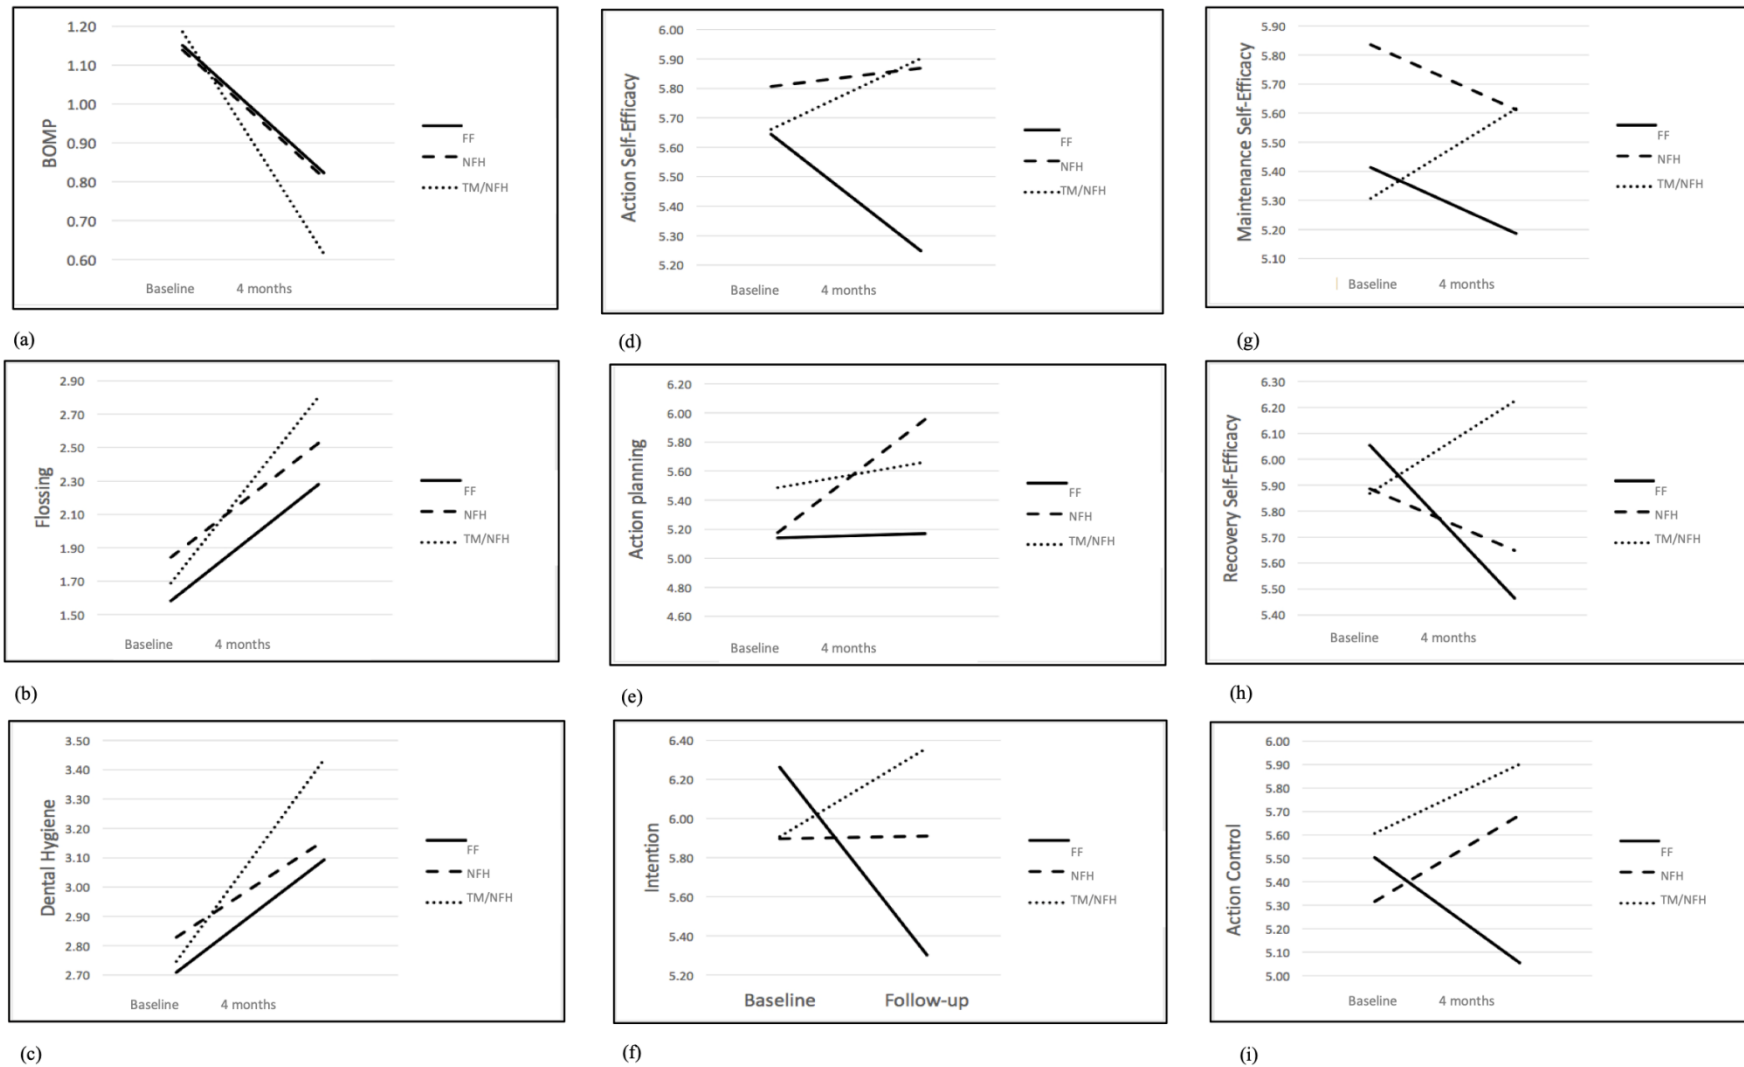 1.20
1.10
1.00
0.90
0.80
0.70
0.60
BOMP
Baseline 4 months
FF
NFH
TM/NFH
(a)
6.00
5.90
5.80
5.70
5.60
5.50
5.40
5.30
5.20
Action Self-Efficacy
Baseline 4 months
FF
NFH
TM/NFH
(d)
5.90
5.80
5.70
5.60
5.50
5.40
5.30
5.20
5.10
Maintenance Self-Efficacy
Baseline 4 months
FF
NFH
TM/NFH
(g)
2.90
2.70
2.50
2.30
2.10
1.90
1.70
1.50
Flossing
Baseline 4 months
FF
NFH
TM/NFH
(b)
6.20
6.00
5.80
5.60
5.40
5.20
5.00
4.80
4.60
Action planning
Baseline 4 months
FF
NFH
TM/NFH
(e)
6.30
6.20
6.10
6.00
5.90
5.80
5.70
5.60
5.50
5.40
Recovery Self-Efficacy
Baseline 4 months
FF
NFH
TM/NFH
(h)
3.50
3.40
3.30
3.20
3.10
3.00
2.90
2.80
2.70
Dental Hygiene
Baseline 4 months
FF
NFH
TM/NFH
(c)
6.40
6.20
6.00
5.80
5.60
5.40
5.20
Intention
Baseline Follow-up
FF
NFH
TM/NFH
(f)
6.00
5.90
5.80
5.70
5.60
5.50
5.40
5.30
5.20
5.10
5.00
Action Control
Baseline 4 months
FF
NFH
TM/NFH
(i)